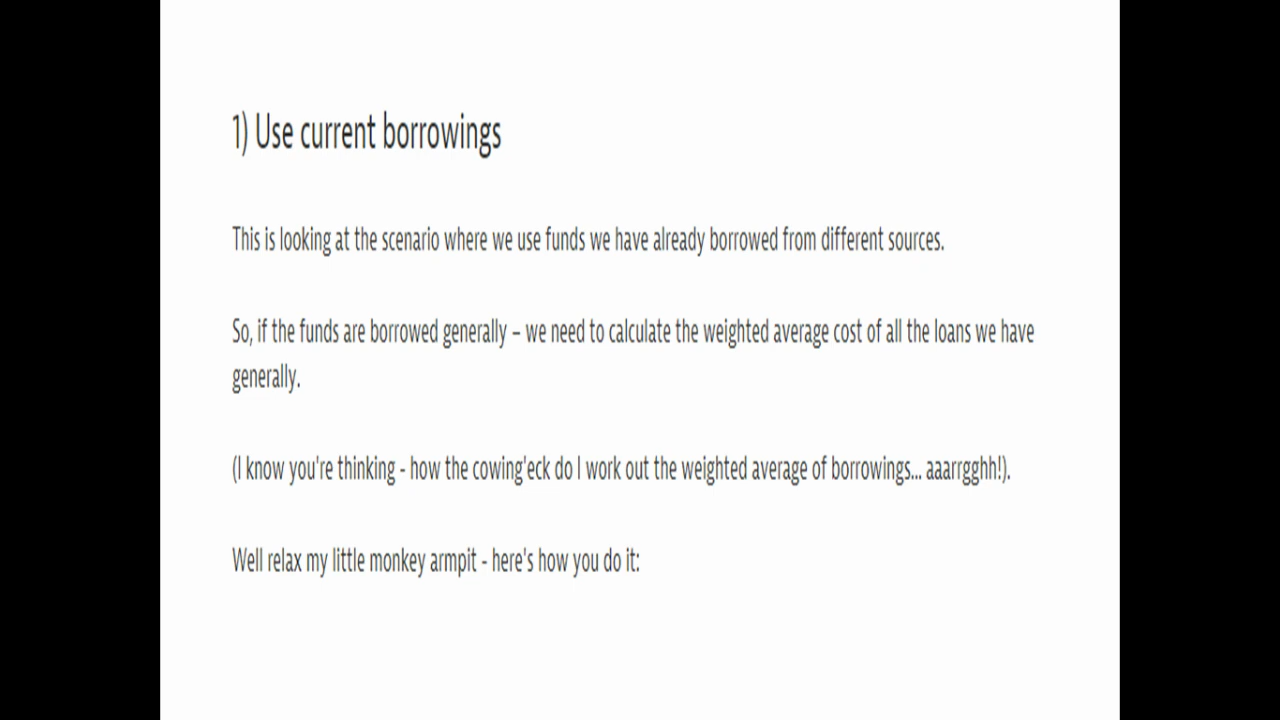 1) Use current borrowings
This is looking at the scenario where we use funds we have already borrowed from different sources.
So, if the funds are borrowed generally – we need to calculate the weighted average cost of all the loans we have
generally.
(I know you're thinking - how the cowing'eck do I work out the weighted average of borrowings... aaarrgghh!).
Well relax my little monkey armpit - here's how you do it: